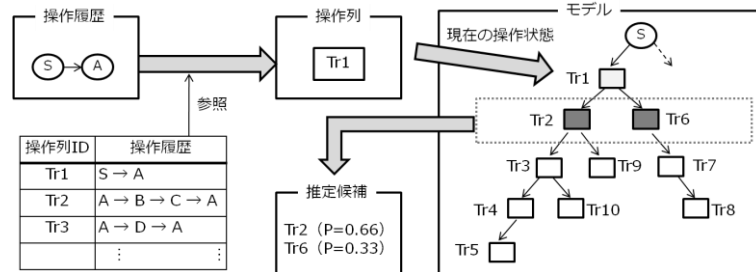 操作履歴
S → A
操作列
Tr1
現在の操作状態
モデル
S
Tr1
Tr2
Tr6
Tr3
Tr9
Tr7
Tr4
Tr10
Tr8
Tr5
参照
操作列ID 操作履歴
Tr1 S → A
Tr2 A → B → C → A
Tr3 A → D → A
⋮ ⋮
推定候補
Tr2（P=0.66）
Tr6（P=0.33）